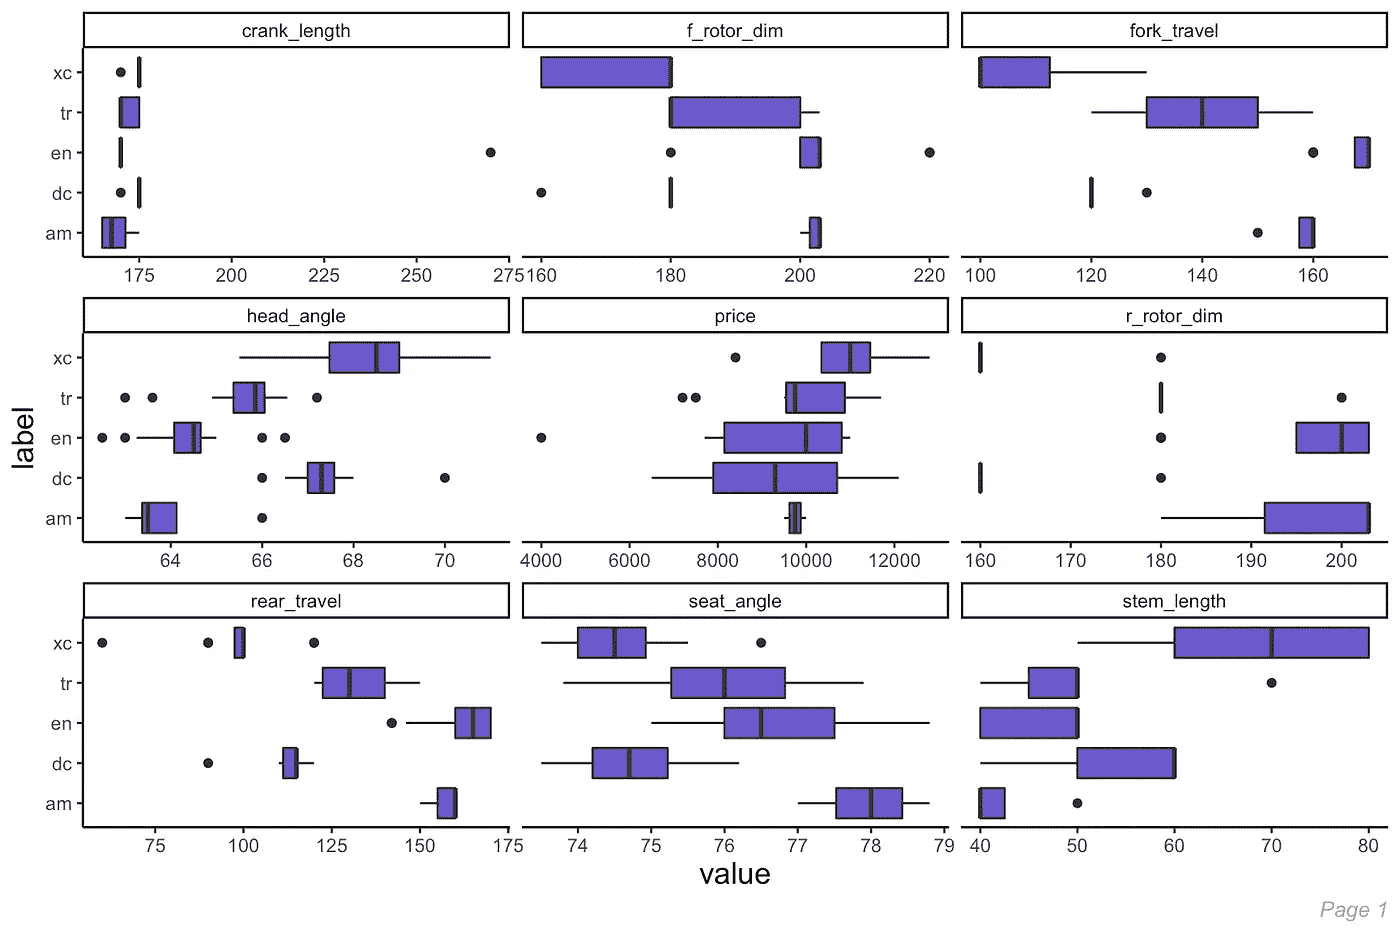 crank_length f_rotor_dim fork_travel
xc
tr
en
dc
am
175 200 225 250 275 160 180 200 220 100 120 140 160
head_angle price r_rotor_dim
xc
tr
en
dc
am
64 66 68 70 4000 6000 8000 10000 12000 160 170 180 190 200
label
rear_travel seat_angle stem_length
xc
tr
en
dc
am
75 100 125 150 175 74 75 76 77 78 79 40 50 60 70 80
value
Page 1